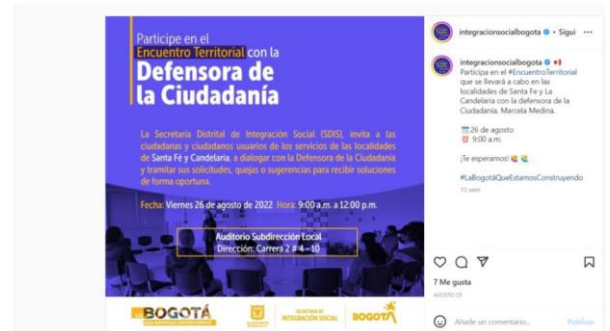 Participe en el
Encuentro Territorial con la
Defensora de
la Ciudadanía
La Secretaría Distrital de Integración Social (SDIS), invita a las
ciudadanas y ciudadanos usuarios de los servicios de las localidades
de Santa Fé y Candelaria, a dialogar con la Defensora de la Ciudadanía
y tramitar sus solicitudes, quejas o sugerencias para recibir soluciones
de forma oportuna.
Fecha: Viernes 26 de agosto de 2022 Hora: 9:00 a.m. a 12:00 p.m.
Auditorio Subdirección Local
Dirección: Carrera 2 # 4 - 10
BOGOTÁ
INTEGRACIÓN SOCIAL
BOGOTÁ
integracionsocialbogota • Sigui
integracionsocialbogota
Participa en el #EncuentroTerritorial
que se llevará a cabo en las
localidades de Santa Fe y La
Candelaria con la defensora de la
Ciudadanía, Marcela Medina.
26 de agosto
9:00 a.m.
¡Te esperamos!
#LaBogotáQueEstamosConstruyendo
15 sem
7 Me gusta
AGOSTO 23
Añade un comentario...
Publicar